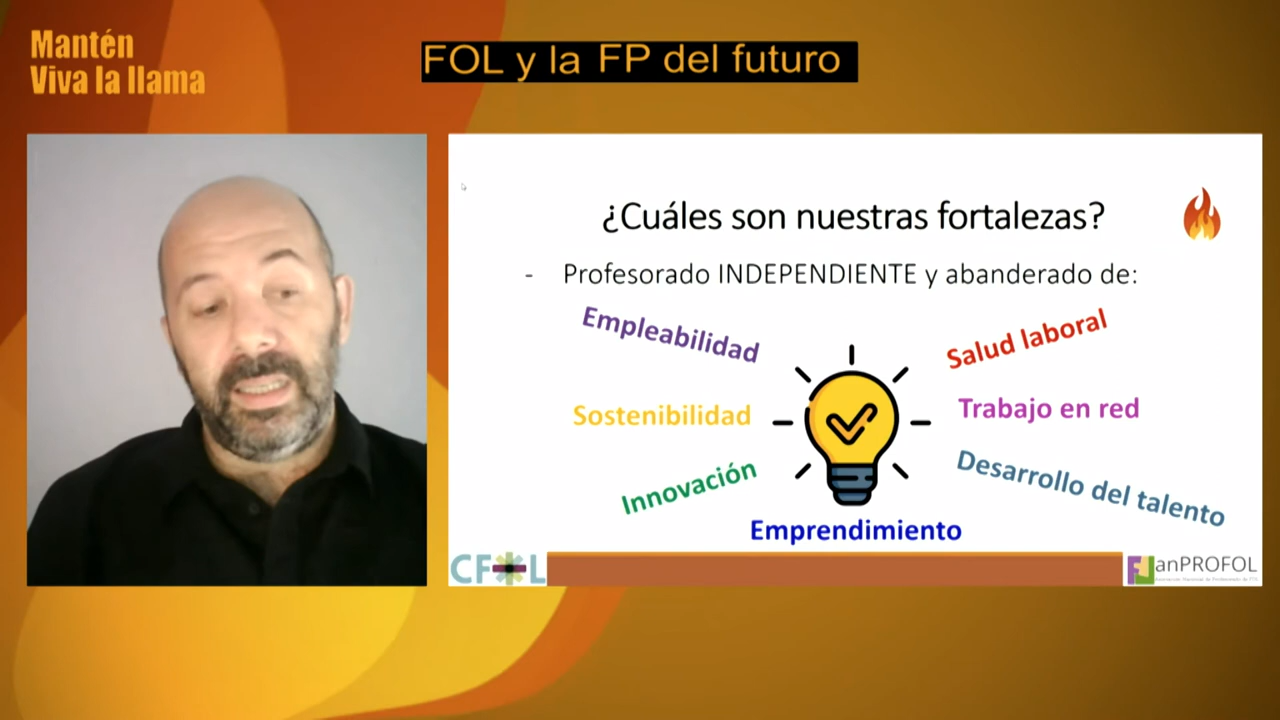 Mantén
Viva la llama
FOL y la FP del futuro
¿Cuáles son nuestras fortalezas?
- Profesorado INDEPENDIENTE y abanderado de:
Empleabilidad
Salud laboral
Sostenibilidad
Trabajo en red
Innovación
Desarrollo del talento
Emprendimiento
CFOL
anPROFOL